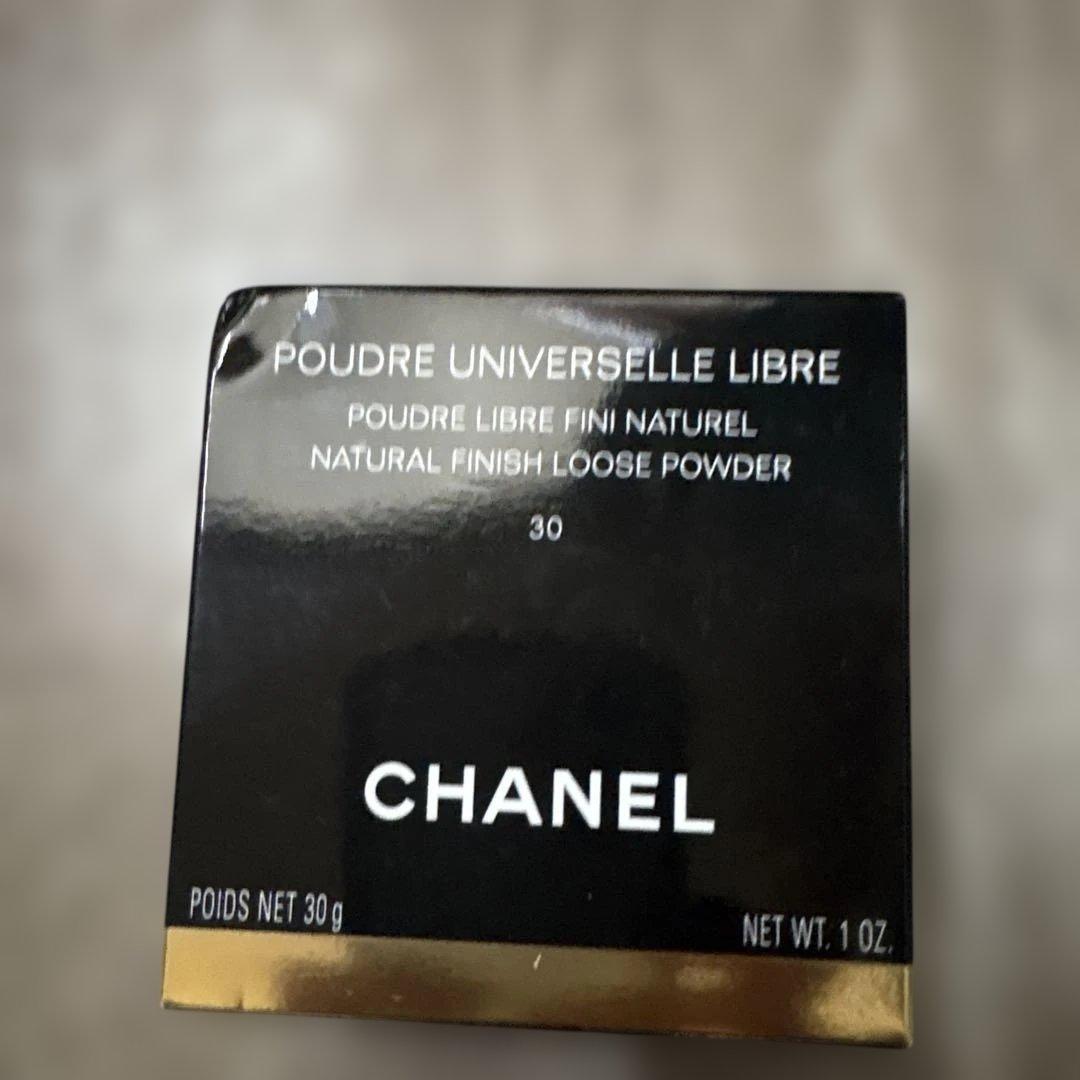 POUDRE UNIVERSELLE LIBRE
POUDRE LIBRE FINI NATUREL
NATURAL FINISH LOOSE POWDER
30
CHANEL
POIDS NET 30 g
NET WT. 1 OZ.